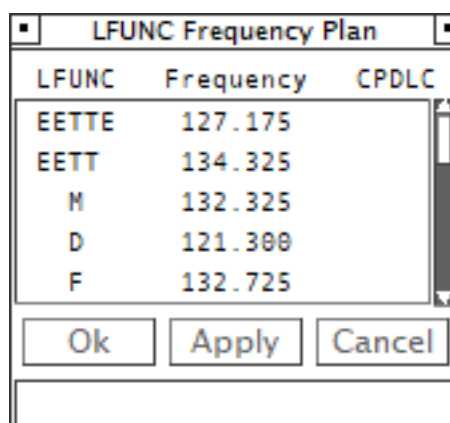 LFUNC Frequency Plan
LFUNC Frequency CPDLC
EETTE 127.175
EETT 134.325
M 132.325
D 121.300
F 132.725
Ok Apply Cancel